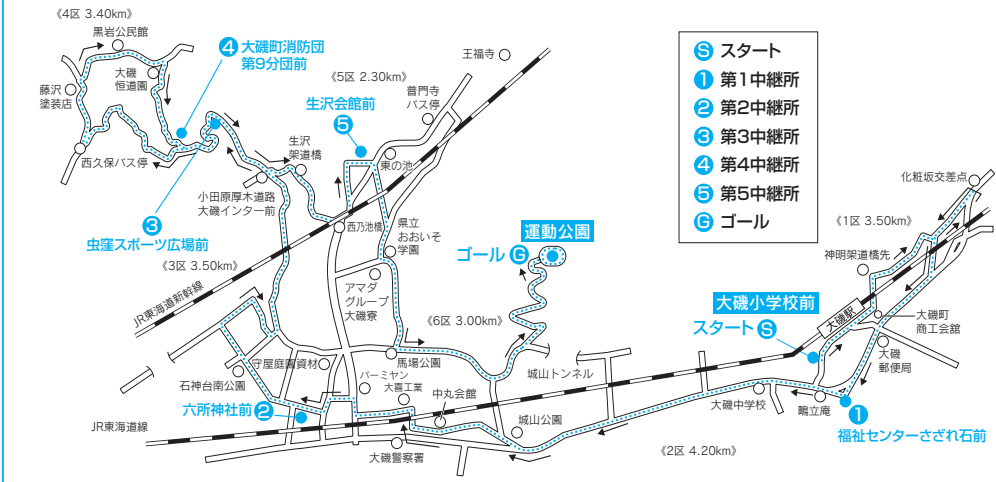 《4区 3.40km》
黒岩公民館
大磯
恒道園
藤沢
塗装店
西久保バス停
4 大磯町消防団
第9分団前
3
虫窪スポーツ広場前
小田原厚木道路
大磯インター前
生沢
架道橋
《5区 2.30km》
生沢会館前
5
普門寺
バス停
王福寺
東の池
西乃池橋
県立
おおいそ
学園
《3区 3.50km》
JR東海道新幹線
アマダ
グループ
大磯寮
《6区 3.00km》
運動公園
ゴール G
馬場公園
守屋庭園資材
石神台南公園
六所神社前 2
バーミヤン
大喜工業
中丸会館
JR東海道線
大磯警察署
城山公園
城山トンネル
《2区 4.20km》
大磯中学校
鴫立庵
1
福祉センターさざれ石前
大磯
郵便局
大磯町
商工会館
大磯駅
大磯小学校前
スタート S
神明架道橋先
《1区 3.50km》
化粧坂交差点
S スタート
1 第1中継所
2 第2中継所
3 第3中継所
4 第4中継所
5 第5中継所
G ゴール